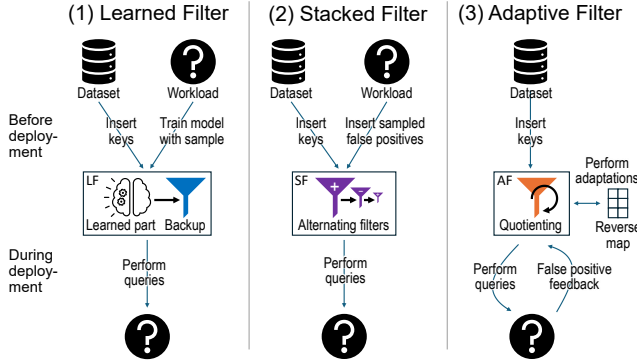 (1) Learned Filter
(2) Stacked Filter
(3) Adaptive Filter
?
?
Dataset
Workload
Dataset
Workload
Dataset
Before
deploy-
ment
Insert
keys
Train model
with sample
Insert
keys
Insert sampled
false positives
Insert
keys
LF
Learned part
Backup
SF
+
−
+
Alternating filters
AF
Quotienting
Perform
adaptations
Reverse
map
During
deploy-
ment
Perform
queries
Perform
queries
Perform
queries
False positive
feedback
?
?
?